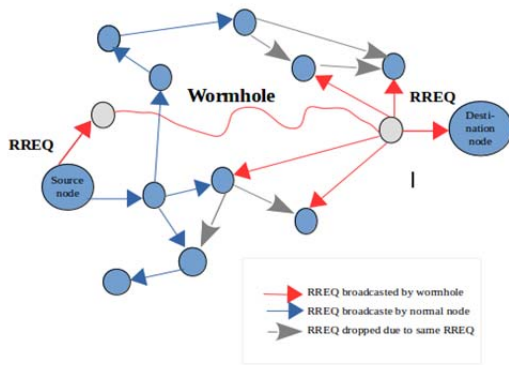 Wormhole
RREQ
RREQ
Desti-
nation
node
Source
node
RREQ broadcasted by wormhole
RREQ broadcaste by normal node
RREQ dropped due to same RREQ